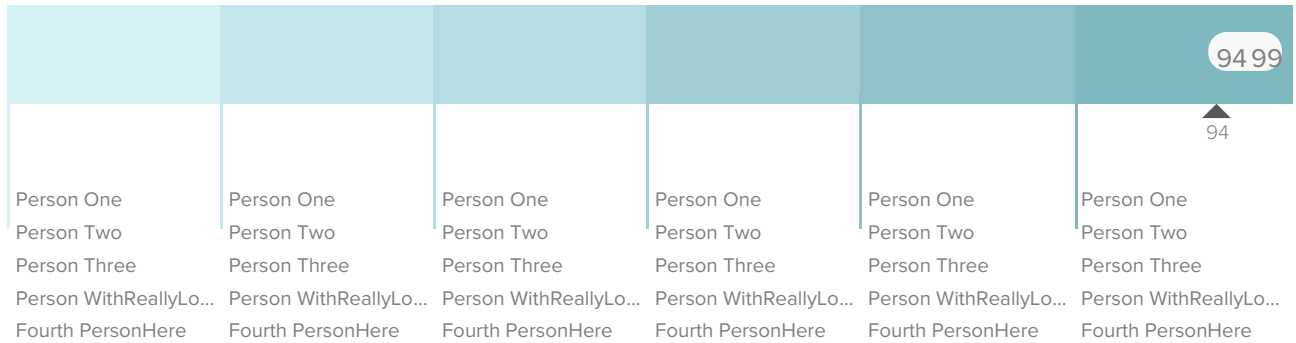 94 99
94
Person One Person One Person One Person One Person One Person One
Person Two Person Two Person Two Person Two Person Two Person Two
Person Three Person Three Person Three Person Three Person Three Person Three
Person WithReallyLo... Person WithReallyLo... Person WithReallyLo... Person WithReallyLo... Person WithReallyLo... Person WithReallyLo...
Fourth PersonHere Fourth PersonHere Fourth PersonHere Fourth PersonHere Fourth PersonHere Fourth PersonHere